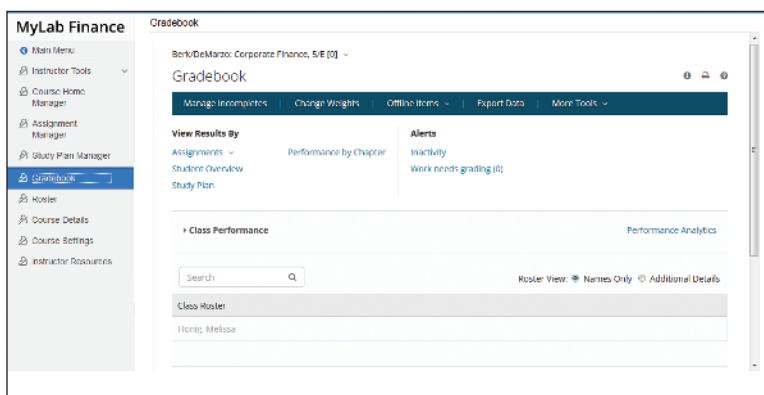 MyLab Finance
Main Menu
Instructor Tools
Course Home
Manager
Assignment
Manager
Study Plan Manager
Gradebook
Roster
Course Details
Course Settings
Instructor Resources
Gradebook
Berk/DeMarzo: Corporate Finance, 5/E [0]
Gradebook
Manage Incompletes | Change Weights | Offline Items | Export Data | More Tools
View Results By
Assignments
Performance by Chapter
Student Overview
Study Plan
Alerts
Inactivity
Work needs grading (0)
Class Performance
Performance Analytics
Search
Roster View: Names Only Additional Details
Class Roster
Honig, Melissa